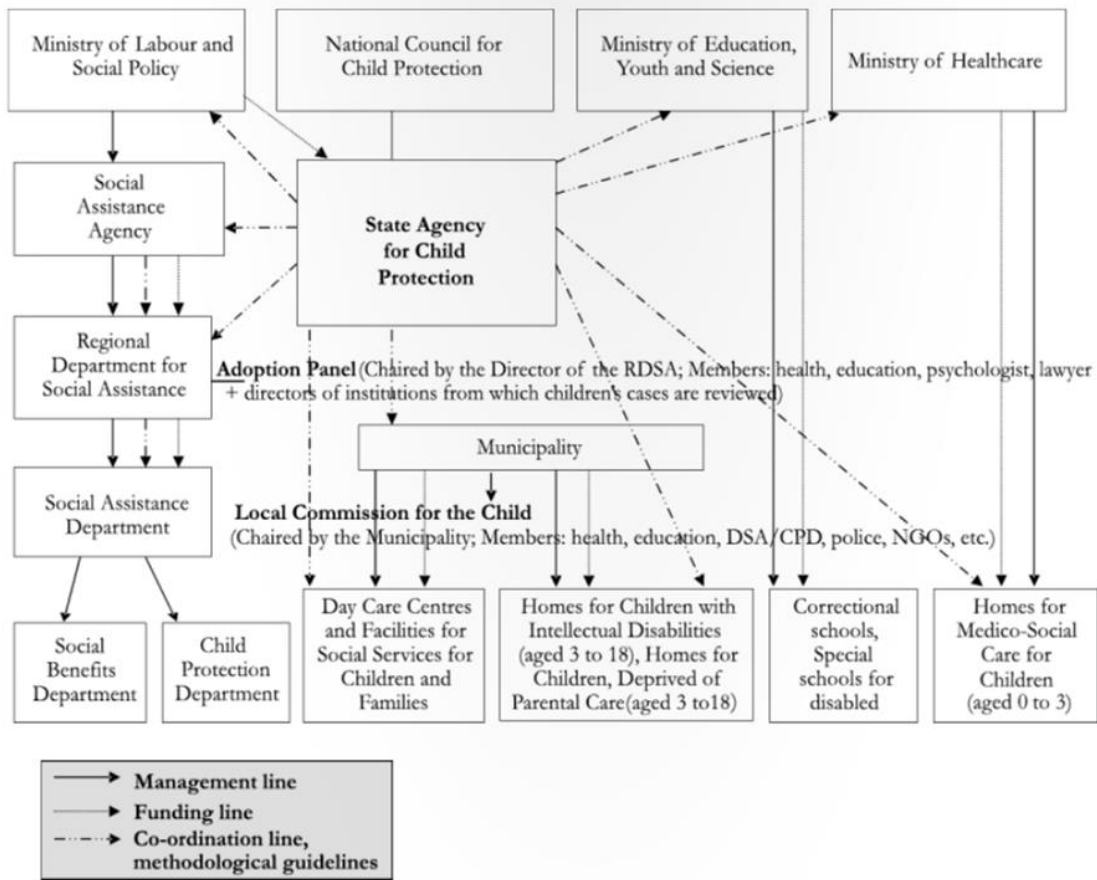 Ministry of Labour and
Social Policy
National Council for
Child Protection
Ministry of Education,
Youth and Science
Ministry of Healthcare
Social
Assistance
Agency
State Agency
for Child
Protection
Regional
Department for
Social Assistance
Adoption Panel (Chaired by the Director of the RDSA; Members: health, education, psychologist, lawyer
+ directors of institutions from which children's cases are reviewed)
Municipality
Social Assistance
Department
Local Commission for the Child
(Chaired by the Municipality; Members: health, education, DSA/CPD, police, NGOs, etc.)
Social
Benefits
Department
Child
Protection
Department
Day Care Centres
and Facilities for
Social Services for
Children and
Families
Homes for Children with
Intellectual Disabilities
(aged 3 to 18), Homes for
Children, Deprived of
Parental Care(aged 3 to18)
Correctional
schools,
Special
schools for
disabled
Homes for
Medico-Social
Care for
Children
(aged 0 to 3)
Management line
Funding line
Co-ordination line,
methodological guidelines